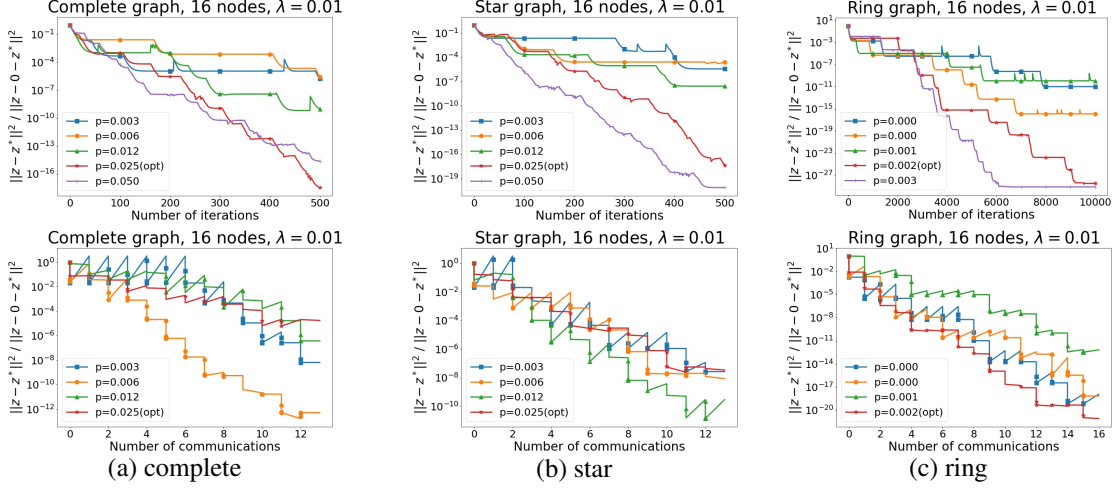 Complete graph, 16 nodes, λ = 0.01
||z − z*||² / ||z − 0 − z*||²
10⁻¹
10⁻⁴
10⁻⁷
10⁻¹⁰
10⁻¹³
10⁻¹⁶
p=0.003
p=0.006
p=0.012
p=0.025(opt)
p=0.050
0 100 200 300 400 500
Number of iterations
Star graph, 16 nodes, λ = 0.01
||z − z*||² / ||z − 0 − z*||²
10⁻¹
10⁻⁴
10⁻⁷
10⁻¹⁰
10⁻¹³
10⁻¹⁶
10⁻¹⁹
p=0.003
p=0.006
p=0.012
p=0.025(opt)
p=0.050
0 100 200 300 400 500
Number of iterations
Ring graph, 16 nodes, λ = 0.01
||z − z*||² / ||z − 0 − z*||²
10¹
10⁻³
10⁻⁷
10⁻¹¹
10⁻¹⁵
10⁻¹⁹
10⁻²³
10⁻²⁷
p=0.000
p=0.000
p=0.001
p=0.002(opt)
p=0.003
0 2000 4000 6000 8000 10000
Number of iterations
Complete graph, 16 nodes, λ = 0.01
||z − z*||² / ||z − 0 − z*||²
10⁰
10⁻²
10⁻⁴
10⁻⁶
10⁻⁸
10⁻¹⁰
10⁻¹²
p=0.003
p=0.006
p=0.012
p=0.025(opt)
0 2 4 6 8 10 12
Number of communications
Star graph, 16 nodes, λ = 0.01
||z − z*||² / ||z − 0 − z*||²
10⁰
10⁻²
10⁻⁴
10⁻⁶
10⁻⁸
10⁻¹⁰
p=0.003
p=0.006
p=0.012
p=0.025(opt)
0 2 4 6 8 10 12
Number of communications
Ring graph, 16 nodes, λ = 0.01
||z − z*||² / ||z − 0 − z*||²
10¹
10⁻²
10⁻⁵
10⁻⁸
10⁻¹¹
10⁻¹⁴
10⁻¹⁷
10⁻²⁰
p=0.000
p=0.000
p=0.001
p=0.002(opt)
0 2 4 6 8 10 12 14 16
Number of communications
(a) complete
(b) star
(c) ring